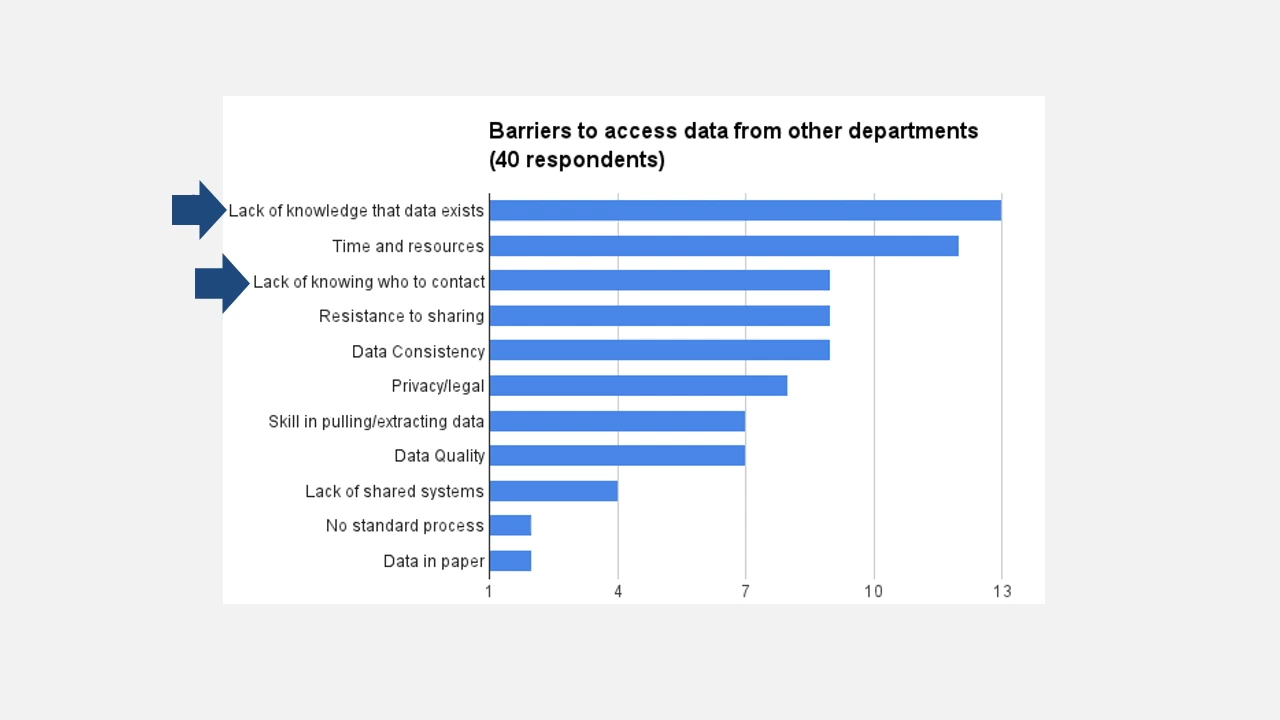 Barriers to access data from other departments
(40 respondents)
Lack of knowledge that data exists
Time and resources
Lack of knowing who to contact
Resistance to sharing
Data Consistency
Privacy/legal
Skill in pulling/extracting data
Data Quality
Lack of shared systems
No standard process
Data in paper
1 4 7 10 13